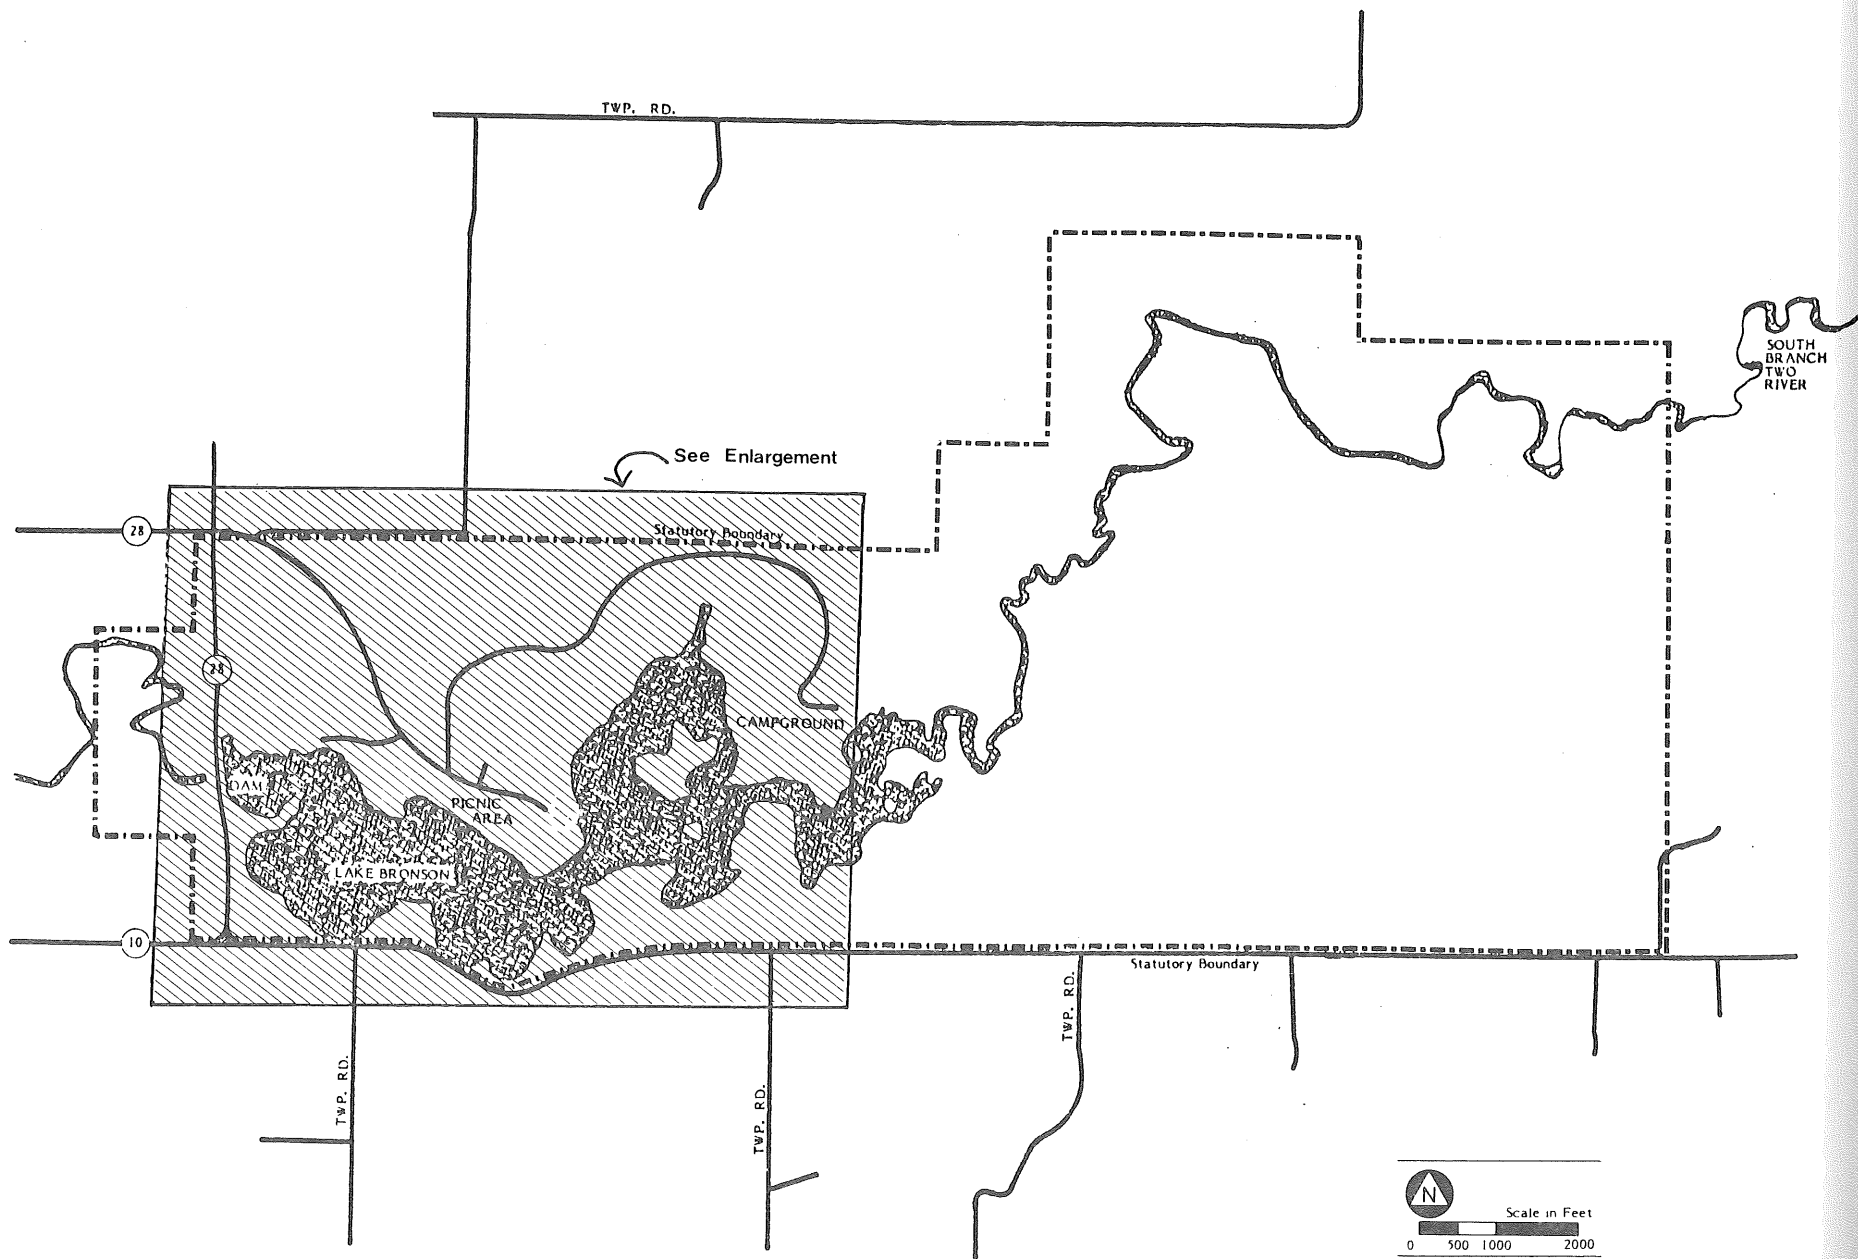 TWP. RD.
SOUTH
BRANCH
TWO
RIVER
See Enlargement
28
Statutory Boundary
28
CAMPGROUND
DAM
PICNIC
AREA
LAKE BRONSON
10
Statutory Boundary
TWP. RD.
TWP. RD.
TWP. RD.
N
Scale in Feet
0 500 1000 2000